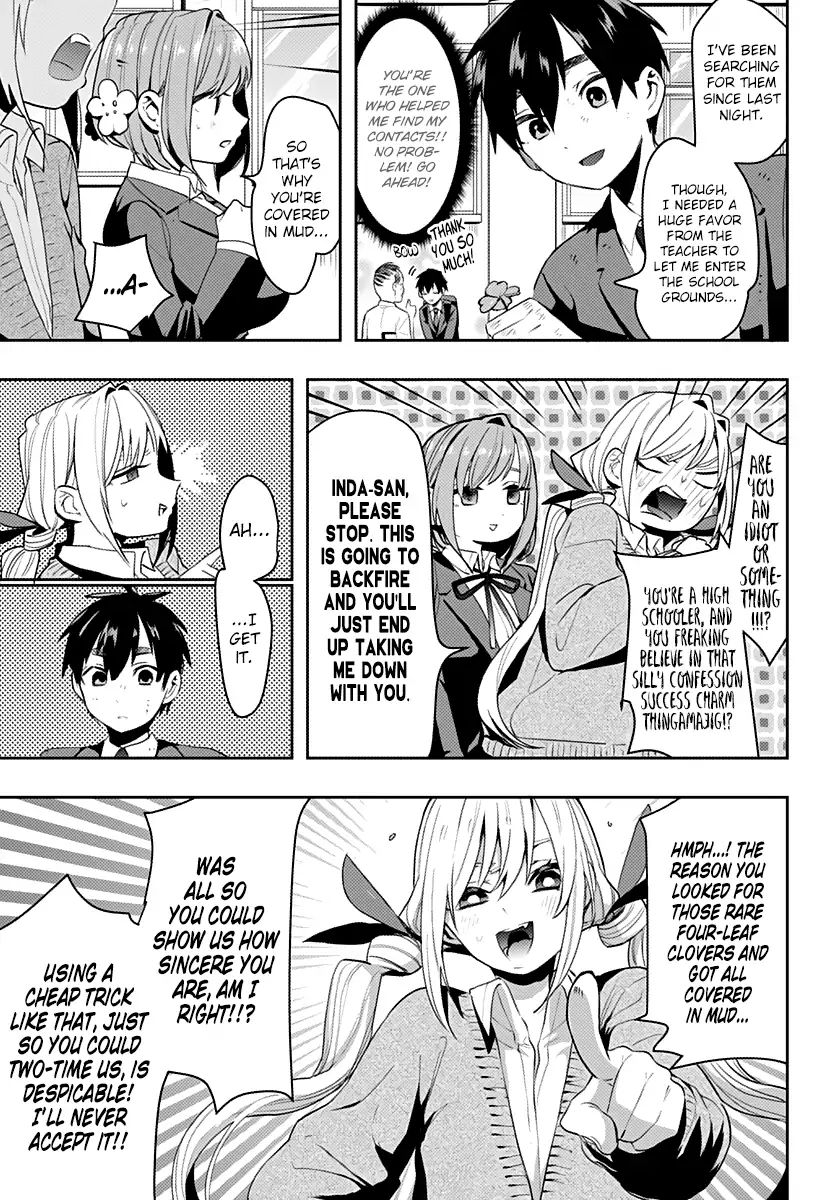 I'VE BEEN
SEARCHING
FOR THEM
SINCE LAST
NIGHT.
THOUGH,
I NEEDED A
HUGE FAVOR
FROM THE
TEACHER TO
LET ME ENTER
THE SCHOOL
GROUNDS...
YOU'RE
THE ONE
WHO HELPED
ME FIND MY
CONTACTS!!
NO PROB-
LEM! GO
AHEAD!
THANK
YOU SO
MUCH!
BOW
SO
THAT'S
WHY
YOU'RE
COVERED
IN MUD...
...A-
ARE
YOU
AN
IDIOT
OR
SOME-
THING
!!!?
YOU'RE A HIGH
SCHOOLER, AND
YOU FREAKING
BELIEVE IN THAT
SILLY CONFESSION
SUCCESS CHARM
THINGAMAJIG!?
INDA-SAN,
PLEASE
STOP. THIS
IS GOING TO
BACKFIRE
AND YOU'LL
JUST END
UP TAKING
ME DOWN
WITH YOU.
AH...
...I
GET
IT.
HMPH...! THE
REASON YOU
LOOKED FOR
THOSE RARE
FOUR-LEAF
CLOVERS AND
GOT ALL
COVERED
IN MUD...
WAS
ALL SO
YOU COULD
SHOW US HOW
SINCERE YOU
ARE, AM I
RIGHT!!?
USING A
CHEAP TRICK
LIKE THAT, JUST
SO YOU COULD
TWO-TIME US, IS
DESPICABLE!
I'LL NEVER
ACCEPT IT!!